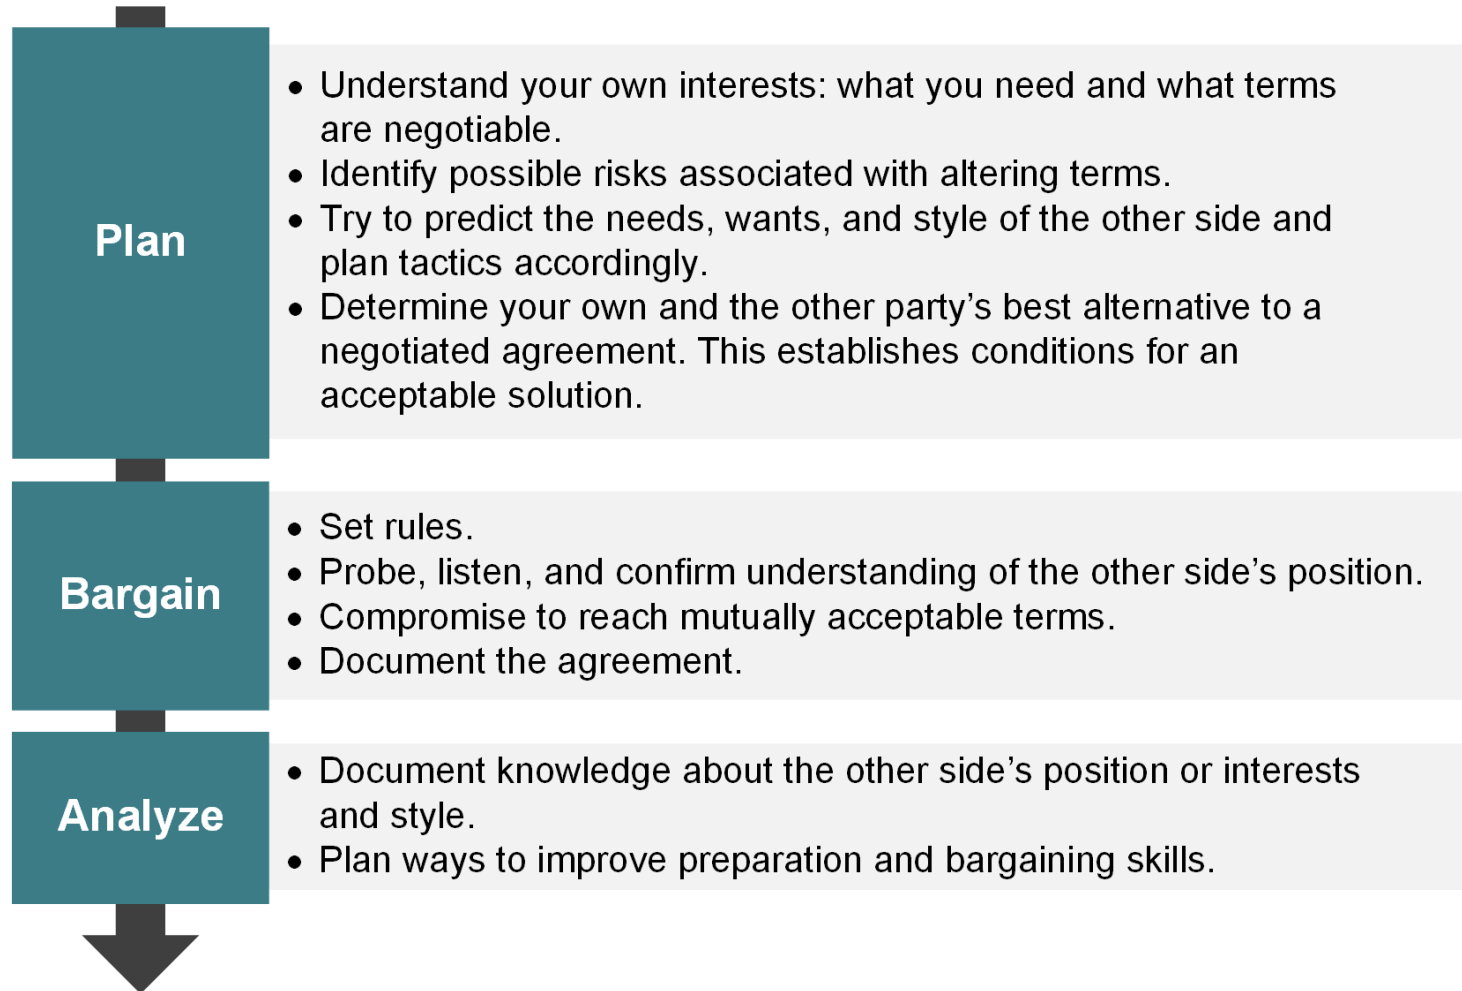 Plan
• Understand your own interests: what you need and what terms
are negotiable.
• Identify possible risks associated with altering terms.
• Try to predict the needs, wants, and style of the other side and
plan tactics accordingly.
• Determine your own and the other party’s best alternative to a
negotiated agreement. This establishes conditions for an
acceptable solution.
Bargain
• Set rules.
• Probe, listen, and confirm understanding of the other side’s position.
• Compromise to reach mutually acceptable terms.
• Document the agreement.
Analyze
• Document knowledge about the other side’s position or interests
and style.
• Plan ways to improve preparation and bargaining skills.